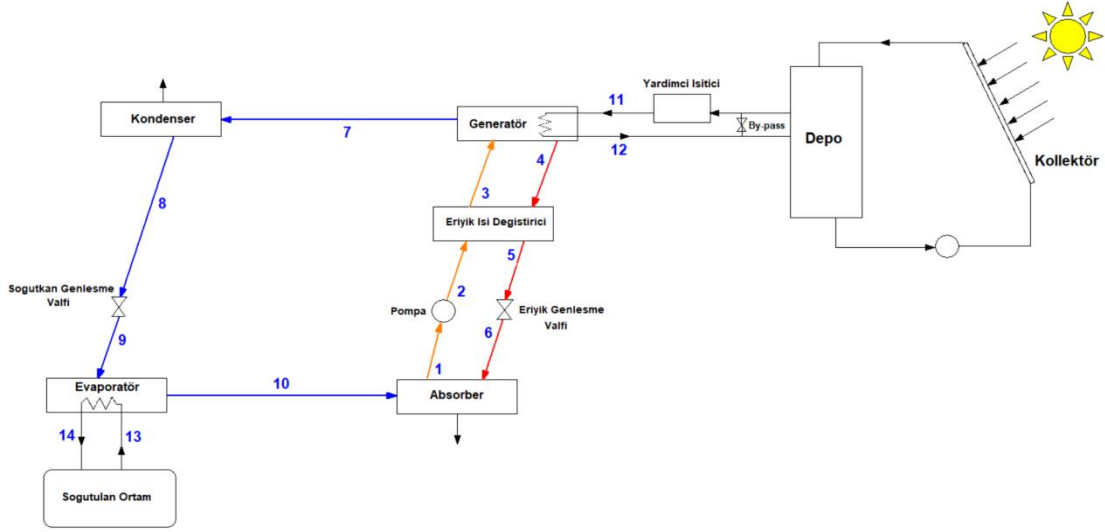 Yardimci Isitici
11
Kondenser
Generatör
By-pass
7
12
Depo
4
Kollektör
3
8
Eriyik Isi Degistirici
5
Sogutkan Genlesme
Valfi
2
Pompa
Eriyik Genlesme
Valfi
6
9
1
Evaporatör
10
Absorber
14
13
Sogutulan Ortam